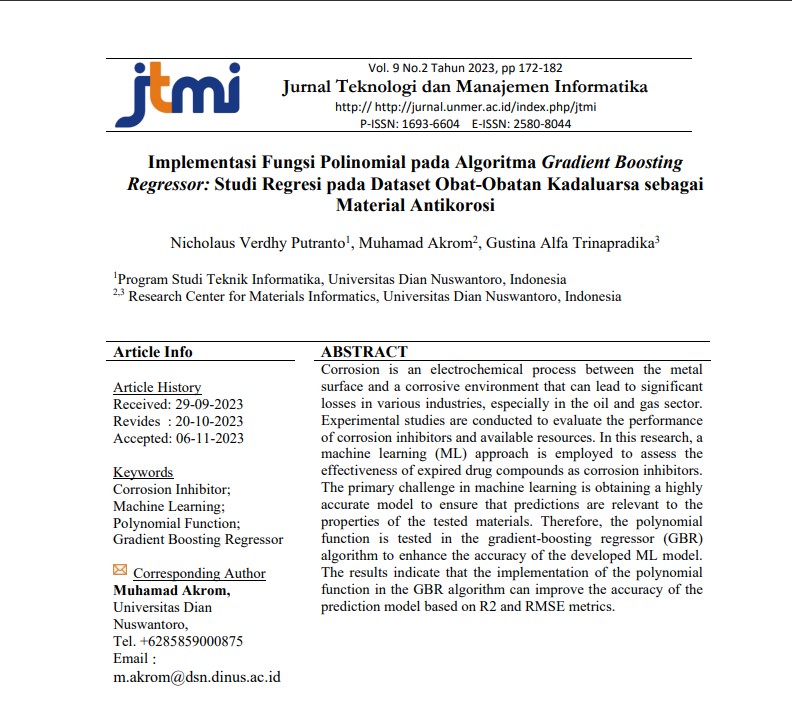 jtmi
Vol. 9 No.2 Tahun 2023, pp 172-182
Jurnal Teknologi dan Manajemen Informatika
http:// http://jurnal.unmer.ac.id/index.php/jtmi
P-ISSN: 1693-6604 E-ISSN: 2580-8044
Implementasi Fungsi Polinomial pada Algoritma Gradient Boosting
Regressor: Studi Regresi pada Dataset Obat-Obatan Kadaluarsa sebagai
Material Antikorosi
Nicholaus Verdhy Putranto1, Muhamad Akrom2, Gustina Alfa Trinapradika3
1Program Studi Teknik Informatika, Universitas Dian Nuswantoro, Indonesia
2,3 Research Center for Materials Informatics, Universitas Dian Nuswantoro, Indonesia
Article Info
Article History
Received: 29-09-2023
Revides : 20-10-2023
Accepted: 06-11-2023
Keywords
Corrosion Inhibitor;
Machine Learning;
Polynomial Function;
Gradient Boosting Regressor
Corresponding Author
Muhamad Akrom,
Universitas Dian
Nuswantoro,
Tel. +6285859000875
Email :
m.akrom@dsn.dinus.ac.id
ABSTRACT
Corrosion is an electrochemical process between the metal
surface and a corrosive environment that can lead to significant
losses in various industries, especially in the oil and gas sector.
Experimental studies are conducted to evaluate the performance
of corrosion inhibitors and available resources. In this research, a
machine learning (ML) approach is employed to assess the
effectiveness of expired drug compounds as corrosion inhibitors.
The primary challenge in machine learning is obtaining a highly
accurate model to ensure that predictions are relevant to the
properties of the tested materials. Therefore, the polynomial
function is tested in the gradient-boosting regressor (GBR)
algorithm to enhance the accuracy of the developed ML model.
The results indicate that the implementation of the polynomial
function in the GBR algorithm can improve the accuracy of the
prediction model based on R2 and RMSE metrics.